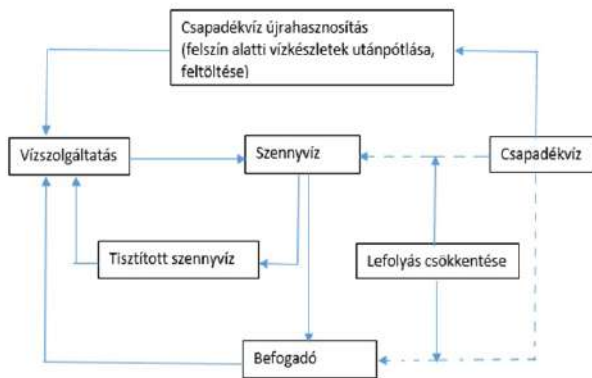 Csapadékvíz újrahasznosítás
(felszín alatti vízkészletek utánpótlása,
feltöltése)
Vízszolgáltatás
Szennyvíz
Csapadékvíz
Tisztított szennyvíz
Lefolyás csökkentése
Befogadó